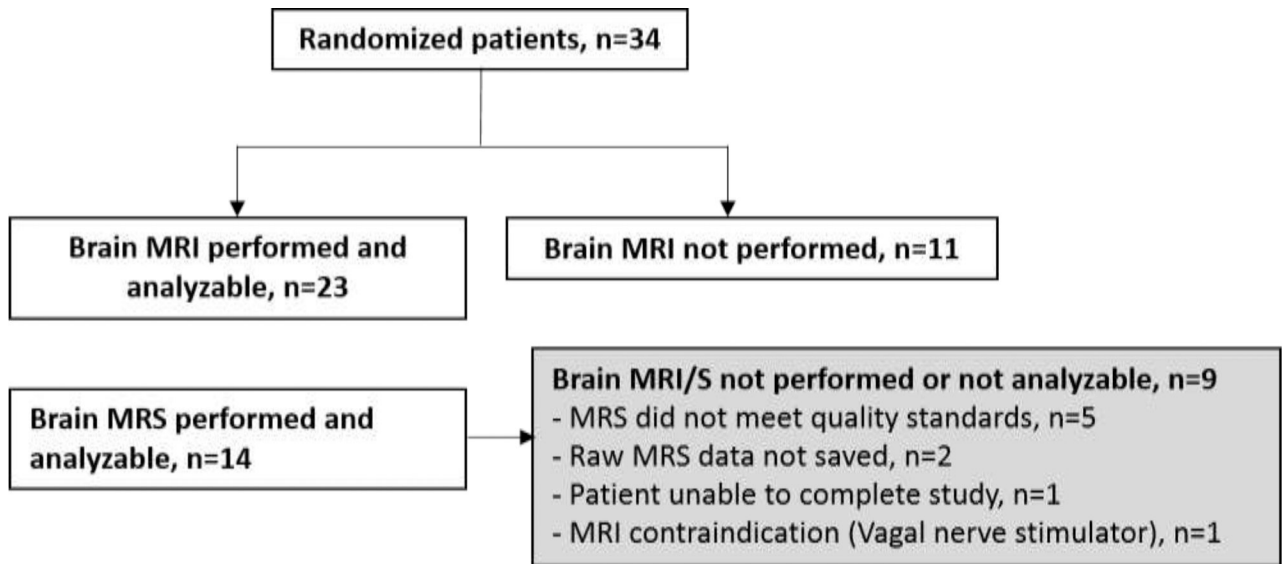 Randomized patients, n=34
Brain MRI performed and
analyzable, n=23
Brain MRI not performed, n=11
Brain MRS performed and
analyzable, n=14
Brain MRI/S not performed or not analyzable, n=9
- MRS did not meet quality standards, n=5
- Raw MRS data not saved, n=2
- Patient unable to complete study, n=1
- MRI contraindication (Vagal nerve stimulator), n=1